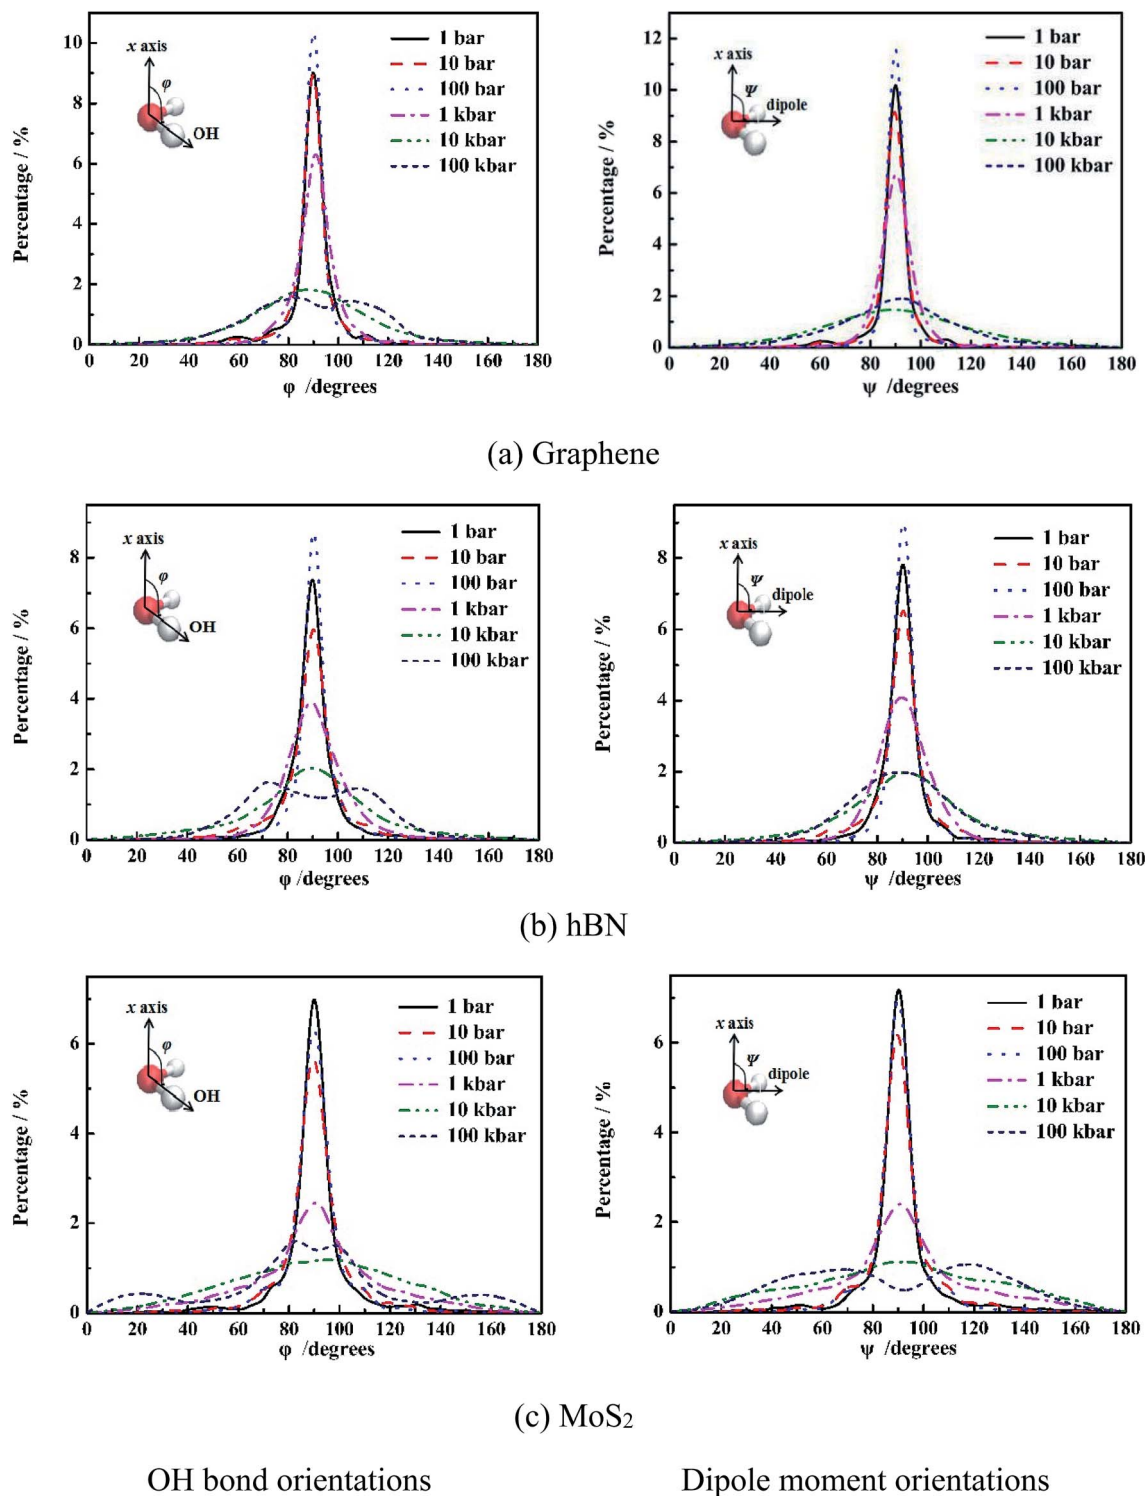 Percentage / %
10
8
6
4
2
0
x axis
φ
OH
1 bar
10 bar
100 bar
1 kbar
10 kbar
100 kbar
0 20 40 60 80 100 120 140 160 180
φ /degrees
Percentage / %
12
10
8
6
4
2
0
x axis
Ψ
dipole
1 bar
10 bar
100 bar
1 kbar
10 kbar
100 kbar
0 20 40 60 80 100 120 140 160 180
ψ /degrees
(a) Graphene
Percentage / %
8
6
4
2
0
x axis
φ
OH
1 bar
10 bar
100 bar
1 kbar
10 kbar
100 kbar
0 20 40 60 80 100 120 140 160 180
φ /degrees
Percentage / %
8
6
4
2
0
x axis
Ψ
dipole
1 bar
10 bar
100 bar
1 kbar
10 kbar
100 kbar
0 20 40 60 80 100 120 140 160 180
ψ /degrees
(b) hBN
Percentage / %
6
4
2
0
x axis
φ
OH
1 bar
10 bar
100 bar
1 kbar
10 kbar
100 kbar
0 20 40 60 80 100 120 140 160 180
φ /degrees
Percentage / %
6
4
2
0
x axis
Ψ
dipole
1 bar
10 bar
100 bar
1 kbar
10 kbar
100 kbar
0 20 40 60 80 100 120 140 160 180
ψ /degrees
(c) MoS₂
OH bond orientations
Dipole moment orientations